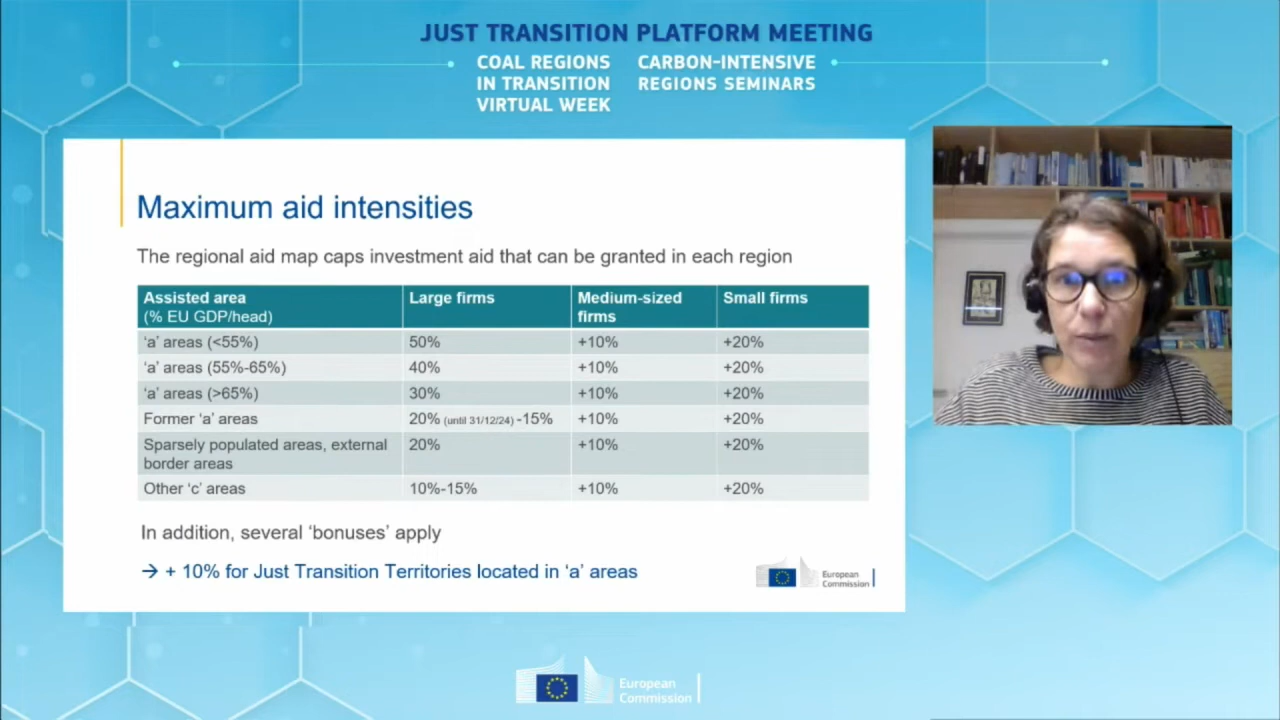 JUST TRANSITION PLATFORM MEETING
COAL REGIONS
IN TRANSITION
VIRTUAL WEEK
CARBON-INTENSIVE
REGIONS SEMINARS
Maximum aid intensities
The regional aid map caps investment aid that can be granted in each region
Assisted area
(% EU GDP/head)
Large firms
Medium-sized
firms
Small firms
‘a’ areas (<55%) 50% +10% +20%
‘a’ areas (55%-65%) 40% +10% +20%
‘a’ areas (>65%) 30% +10% +20%
Former ‘a’ areas 20% (until 31/12/24) -15% +10% +20%
Sparsely populated areas, external
border areas
20% +10% +20%
Other ‘c’ areas 10%-15% +10% +20%
In addition, several ‘bonuses’ apply
→ + 10% for Just Transition Territories located in ‘a’ areas
European
Commission
European
Commission